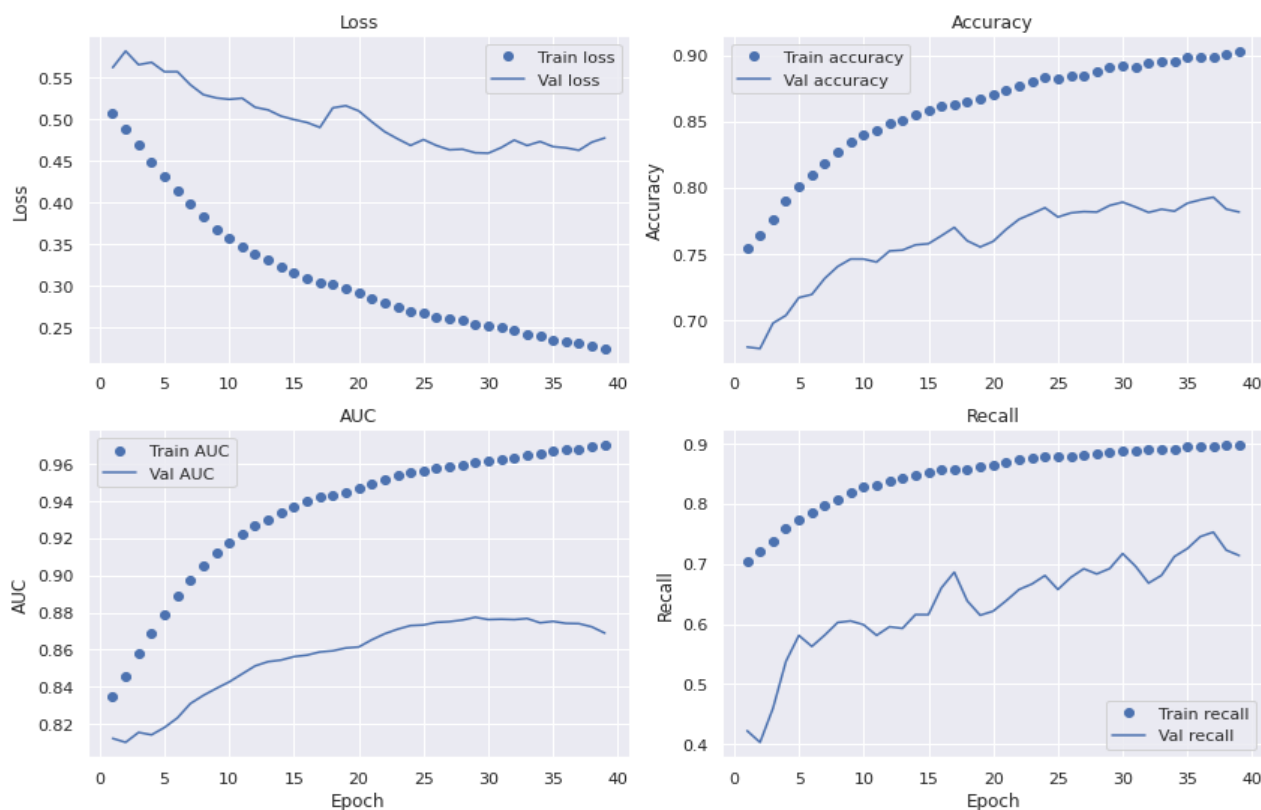 Loss
Accuracy
Train loss
Val loss
Train accuracy
Val accuracy
0.55
0.50
0.45
0.40
0.35
0.30
0.25
Loss
0 5 10 15 20 25 30 35 40
0.90
0.85
0.80
0.75
0.70
Accuracy
0 5 10 15 20 25 30 35 40
AUC
Recall
Train AUC
Val AUC
0.96
0.94
0.92
0.90
0.88
0.86
0.84
0.82
AUC
0 5 10 15 20 25 30 35 40
Epoch
0.9
0.8
0.7
0.6
0.5
0.4
Recall
Train recall
Val recall
0 5 10 15 20 25 30 35 40
Epoch